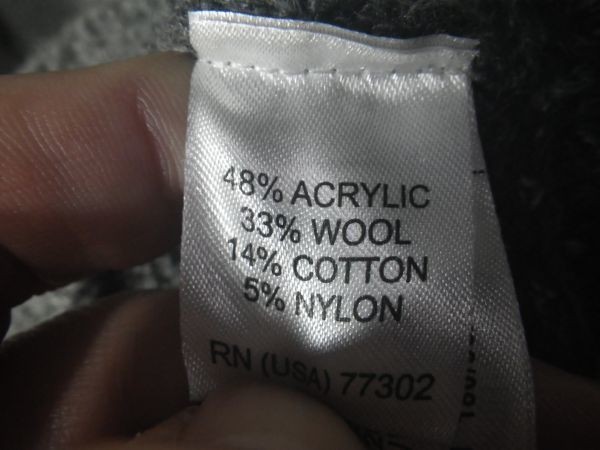 48% ACRYLIC
33% WOOL
14% COTTON
5% NYLON
RN (USA) 77302